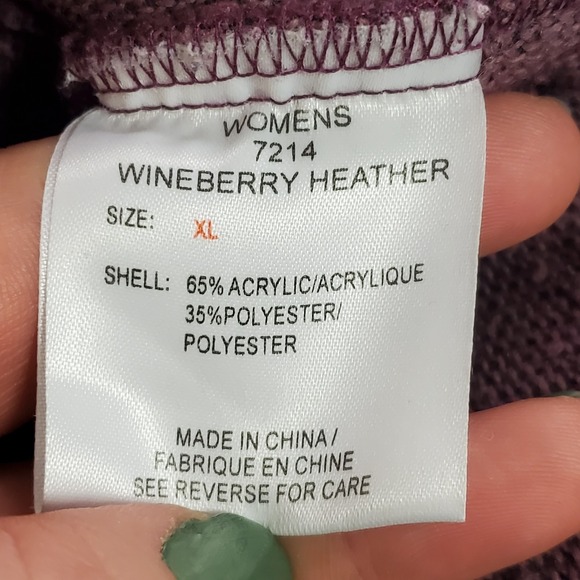 WOMENS
7214
WINEBERRY HEATHER
SIZE: XL
SHELL: 65% ACRYLIC/ACRYLIQUE
35%POLYESTER/
POLYESTER
MADE IN CHINA/
FABRIQUE EN CHINE
SEE REVERSE FOR CARE